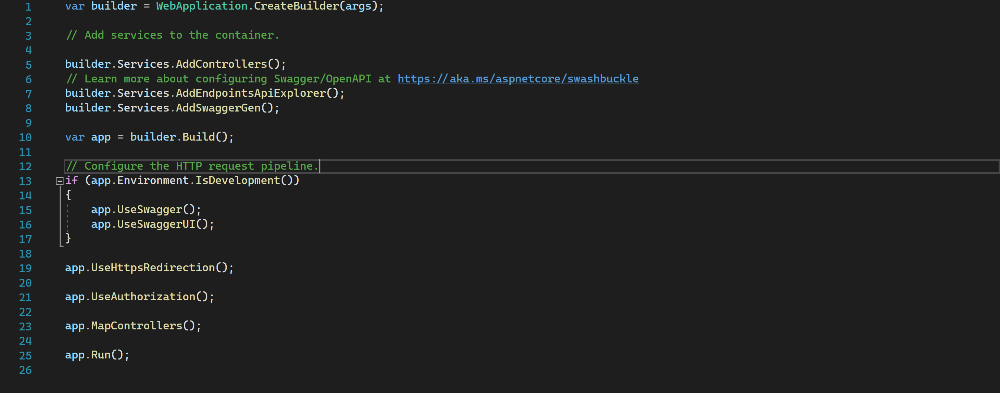 1 var builder = WebApplication.CreateBuilder(args);
2
3 // Add services to the container.
4
5 builder.Services.AddControllers();
6 // Learn more about configuring Swagger/OpenAPI at https://aka.ms/aspnetcore/swashbuckle
7 builder.Services.AddEndpointsApiExplorer();
8 builder.Services.AddSwaggerGen();
9
10 var app = builder.Build();
11
12 // Configure the HTTP request pipeline.
13 if (app.Environment.IsDevelopment())
14 {
15     app.UseSwagger();
16     app.UseSwaggerUI();
17 }
18
19 app.UseHttpsRedirection();
20
21 app.UseAuthorization();
22
23 app.MapControllers();
24
25 app.Run();
26